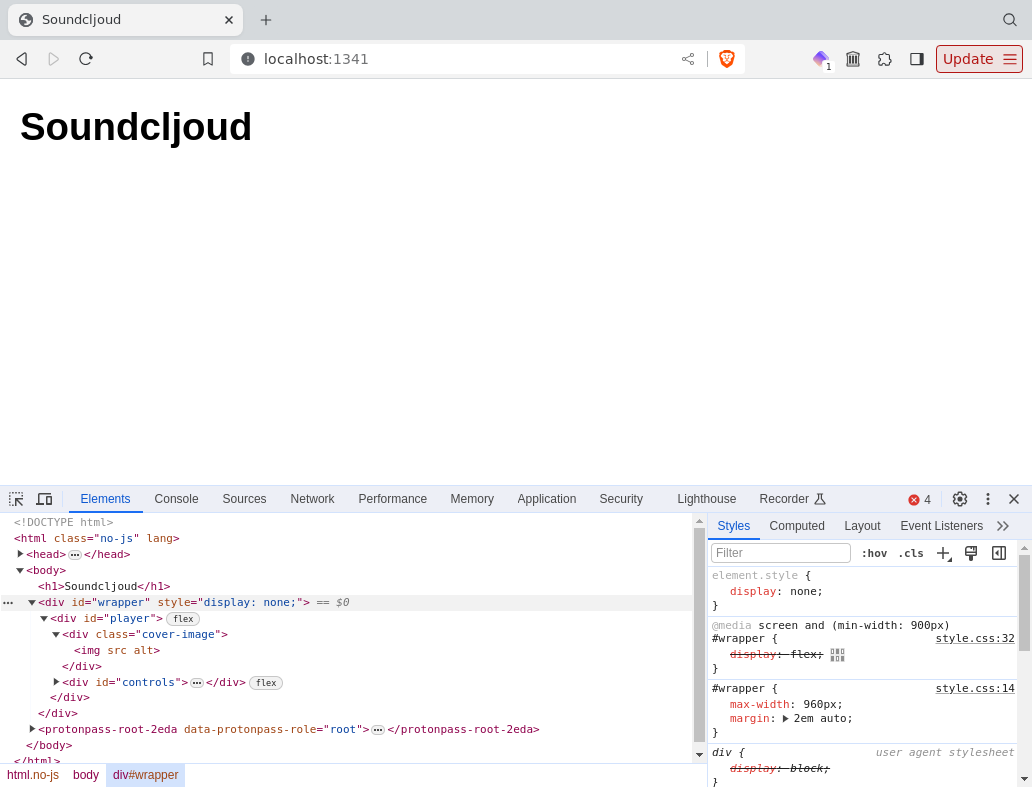 Soundcljoud
localhost:1341
1
Update
Soundcljoud
Elements
Console
Sources
Network
Performance
Memory
Application
Security
Lighthouse
Recorder
4
<!DOCTYPE html>
<html class="no-js" lang>
<head>…</head>
<body>
<h1>Soundcljoud</h1>
<div id="wrapper" style="display: none;"> == $0
<div id="player"> flex
<div class="cover-image">
<img src alt>
</div>
<div id="controls">…</div> flex
</div>
</div>
<protonpass-root-2eda data-protonpass-role="root">…</protonpass-root-2eda>
</body>
</html>
html.no-js body div#wrapper
Styles
Computed
Layout
Event Listeners
Filter
:hov
.cls
element.style {
display: none;
}
@media screen and (min-width: 900px)
#wrapper { style.css:32
display: flex;
}
#wrapper { style.css:14
max-width: 960px;
margin: 2em auto;
}
div { user agent stylesheet
display: block;
}